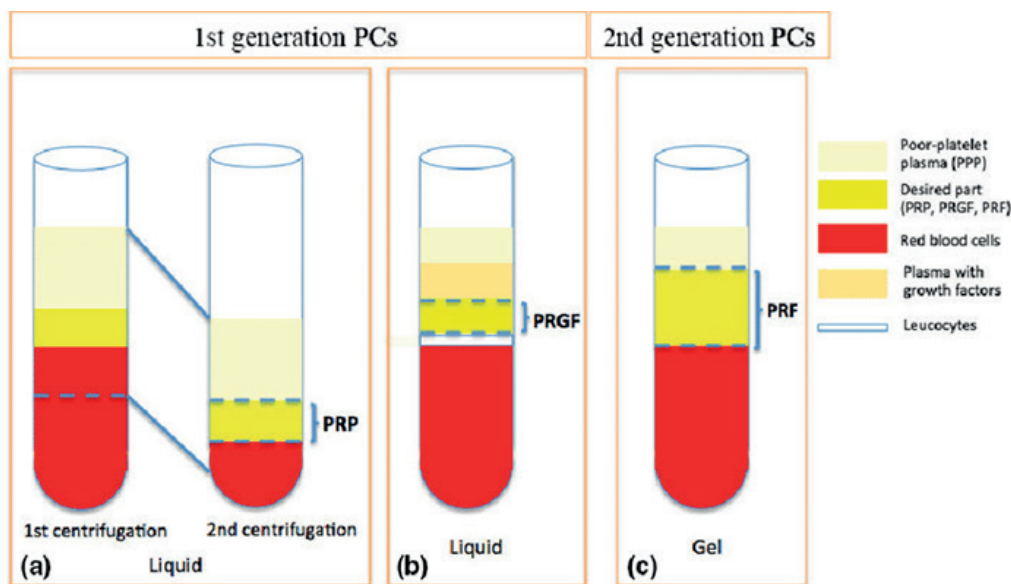 1st generation PCs
2nd generation PCs
PRP
1st centrifugation
2nd centrifugation
Liquid
(a)
PRGF
Liquid
(b)
PRF
Gel
(c)
Poor-platelet
plasma (PPP)
Desired part
(PRP, PRGF, PRF)
Red blood cells
Plasma with
growth factors
Leucocytes